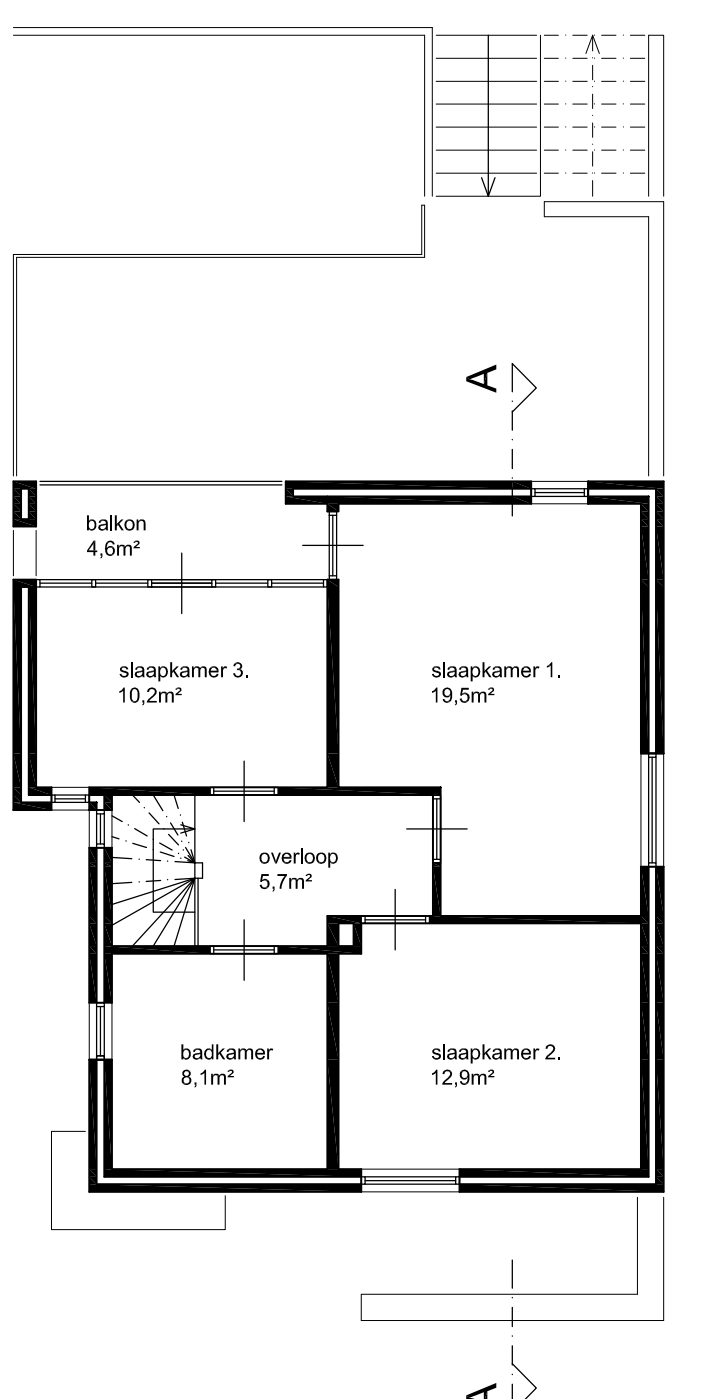 A
balkon
4,6m²
slaapkamer 3.
10,2m²
slaapkamer 1.
19,5m²
overloop
5,7m²
badkamer
8,1m²
slaapkamer 2.
12,9m²
A